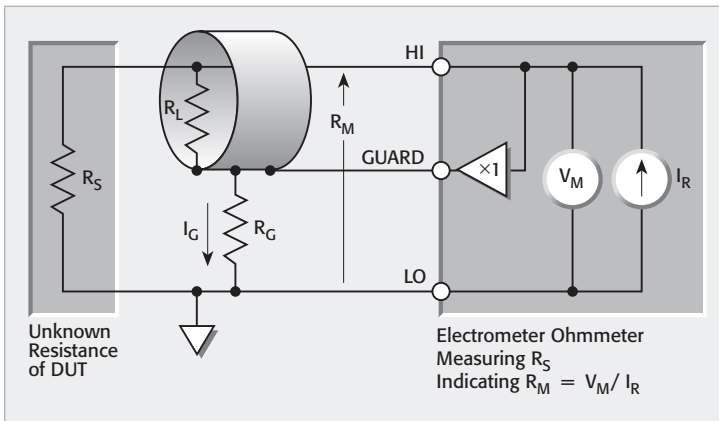 HI
R_L
R_M
GUARD
×1
R_S
V_M
I_R
I_G
R_G
LO
Unknown
Resistance
of DUT
Electrometer Ohmmeter
Measuring R_S
Indicating R_M = V_M/ I_R